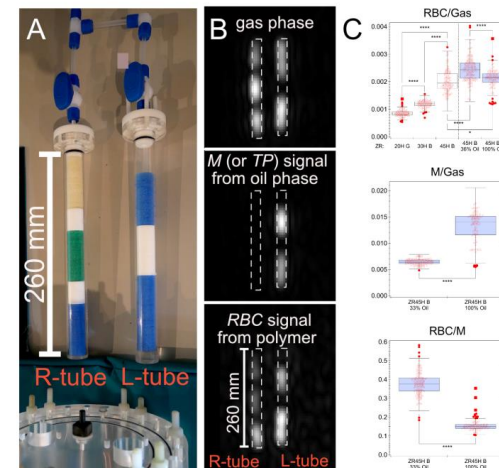 A
260 mm
R-tube
L-tube
B
gas phase
M (or TP) signal
from oil phase
RBC signal
from polymer
260 mm
R-tube
L-tube
C
RBC/Gas
****
****
****
0.004
0.003
0.002
0.001
0.000
****
*
ZR:
20H G
30H B
45H B
45H B
36% Oil
45H B
100% Oil
M/Gas
0.020
0.015
0.010
0.005
0.000
****
ZR45H B
33% Oil
ZR45H B
100% Oil
RBC/M
0.6
0.5
0.4
0.3
0.2
0.1
0.0
****
ZR45H B
33% Oil
ZR45H B
100% Oil